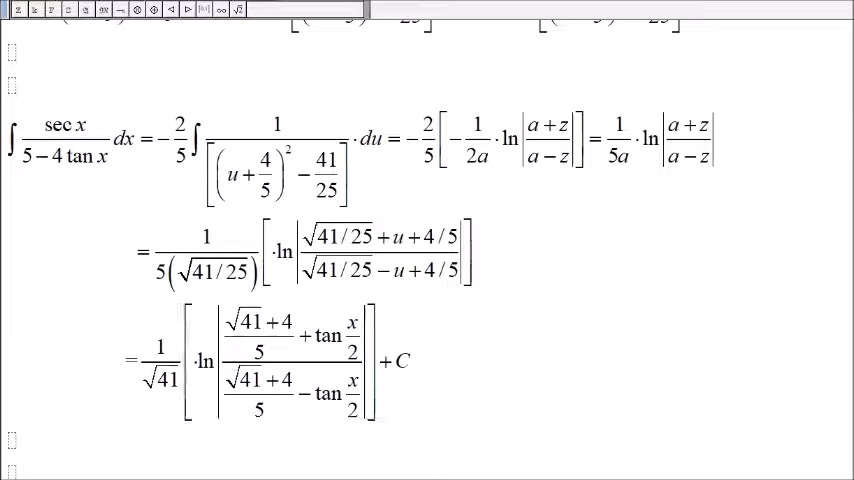 ∫ sec x / (5 − 4 tan x) dx = − 2/5 ∫ 1 / [(u + 4/5)² − 41/25] · du = − 2/5 [− 1/2a · ln |(a + z)/(a − z)|] = 1/5a · ln |(a + z)/(a − z)|
= 1 / 5(√41/25) [· ln |(√41/25 + u + 4/5)/(√41/25 − u + 4/5)|]
= 1/√41 [· ln |((√41 + 4)/5 + tan x/2)/((√41 + 4)/5 − tan x/2)|] + C